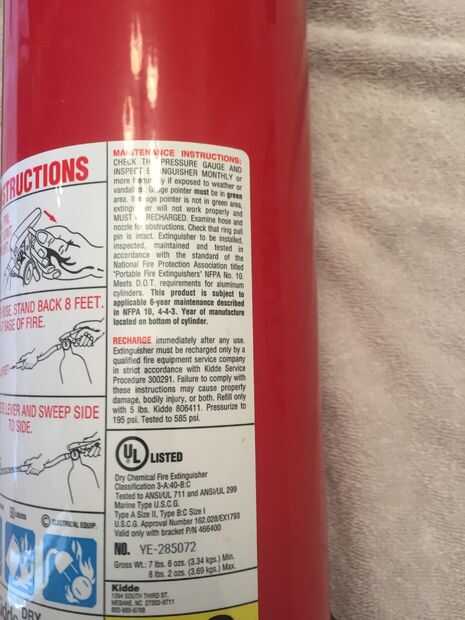 STRUCTIONS
STAND BACK 8 FEET.
BASE OF FIRE.
LEVER AND SWEEP SIDE
TO SIDE.
ELECTRICAL EQUIP
DRY
MAINTENANCE INSTRUCTIONS:
CHECK THE PRESSURE GAUGE AND
INSPECT EXTINGUISHER MONTHLY or
more if exposed to weather or
Gauge pointer must be in green
area. If gauge pointer is not in green area,
extinguisher will not work properly and
MUST RECHARGED. Examine hose and
nozzle for obstructions. Check that ring pull
pin is intact. Extinguisher to be installed,
inspected, maintained and tested in
accordance with the standard of the
National Fire Protection Association titled
"Portable Fire Extinguishers" NFPA No. 10.
Meets D.O.T. requirements for aluminum
cylinders. This product is subject to
applicable 6-year maintenance described
in NFPA 10, 4-4-3. Year of manufacture
located on bottom of cylinder.
RECHARGE immediately after any use.
Extinguisher must be recharged only by a
qualified fire equipment service company
in strict accordance with Kidde Service
Procedure 300291. Failure to comply with
these instructions may cause property
damage, bodily injury, or both. Refill only
with 5 lbs. Kidde 806411. Pressurize to
195 psi. Tested to 585 psi.
UL LISTED
Dry Chemical Fire Extinguisher
Classification 3-A:40-B:C
Tested to ANSI/UL 711 and ANSI/UL 299
Marine Type U.S.C.G.
Type A Size II, Type B:C Size I
U.S.C.G. Approval Number 162.028/EX1793
Valid only with bracket P/N 466400
NO. YE-285072
Gross: 7 lbs. 6 ozs. (3.34 kgs.) Min.
8 lbs. 2 ozs. (3.69 kgs.) Max.
Kidde
1394 SOUTH THIRD ST.
MEBANE, NC 27302-9711